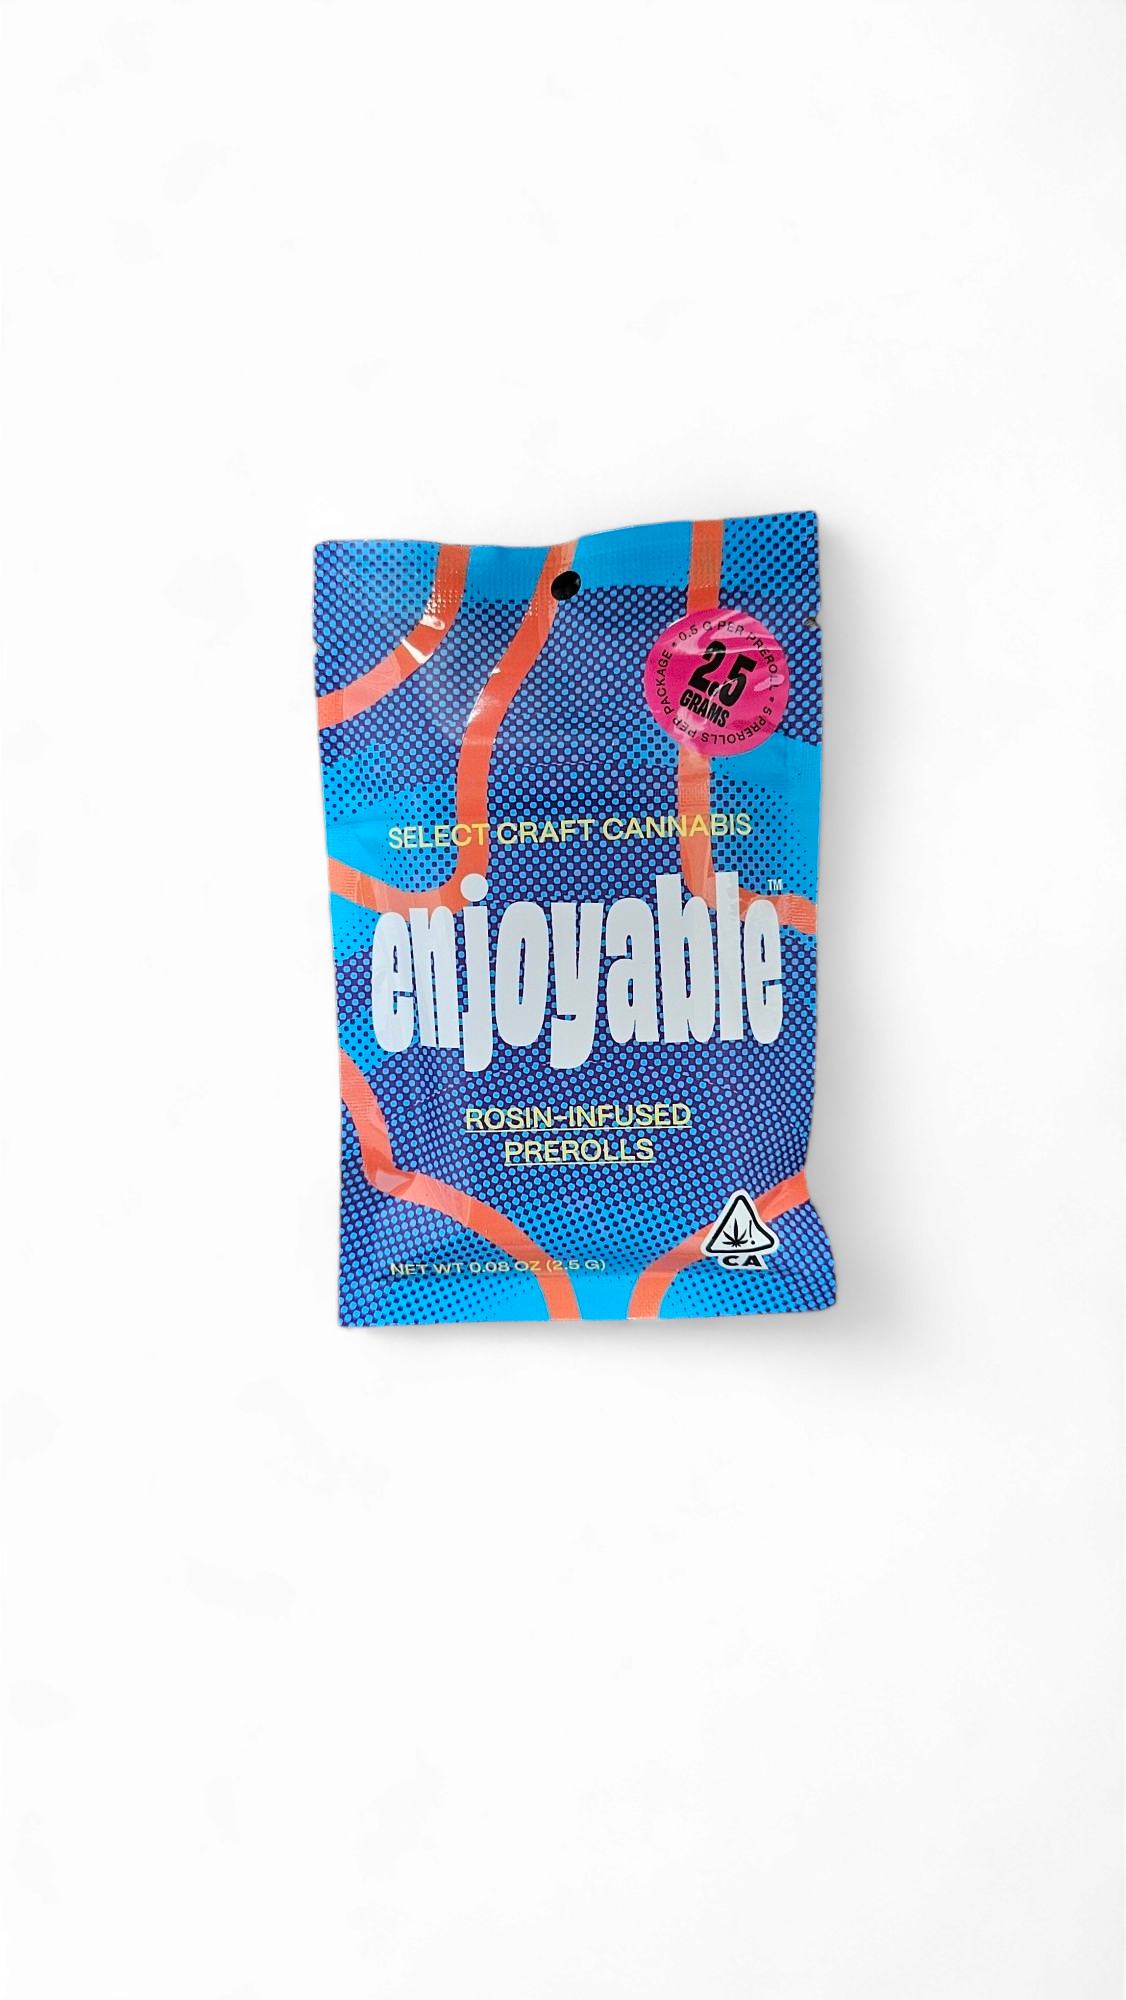 0.5 G PER PREROLL • 5 PREROLLS PER PACKAGE •
2.5
GRAMS
SELECT CRAFT CANNABIS
enjoyable™
ROSIN-INFUSED
PREROLLS
!
CA
NET WT 0.08 OZ (2.5 G)